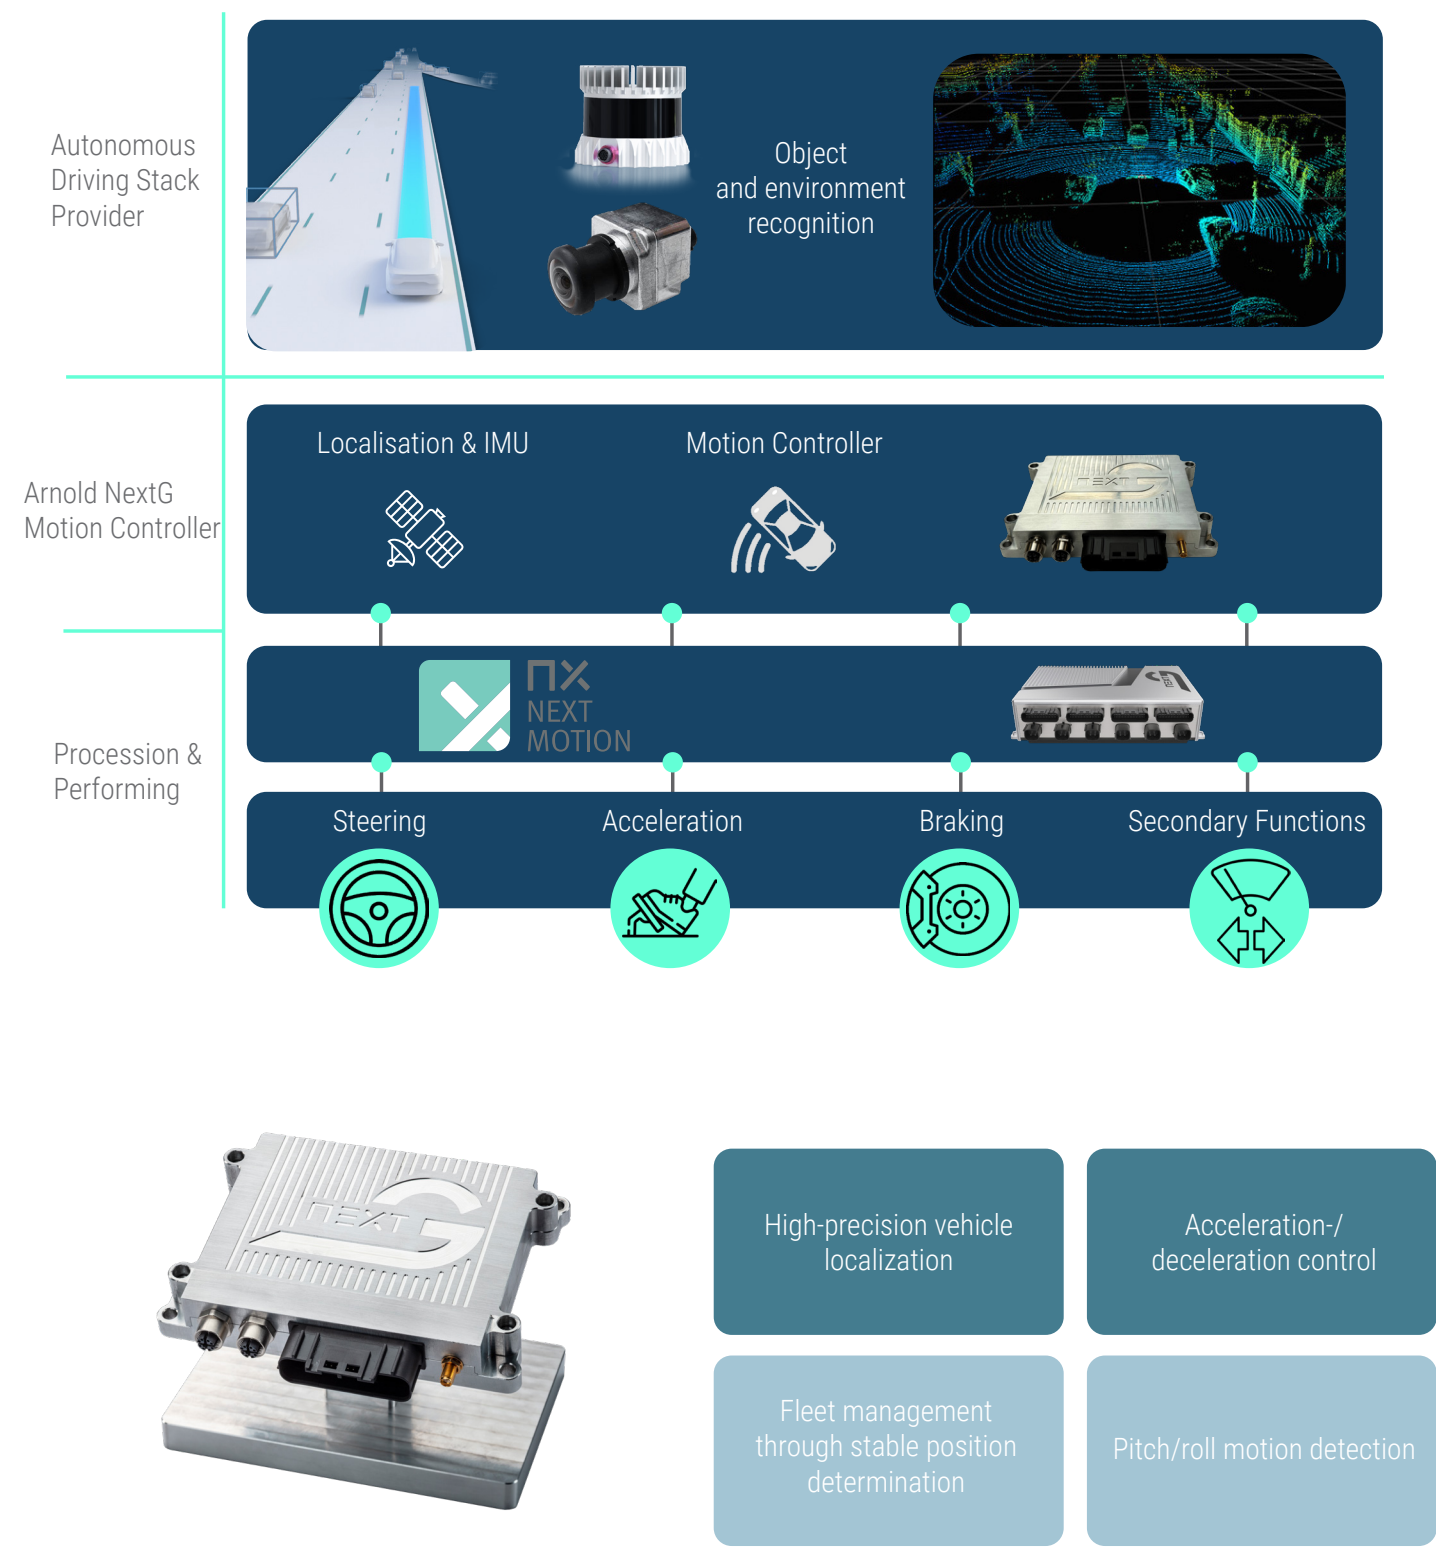 Autonomous
Driving Stack
Provider
Object
and environment
recognition
Arnold NextG
Motion Controller
Localisation & IMU
Motion Controller
NEXT
Procession &
Performing
NX
NEXT
MOTION
NEXT
Steering
Acceleration
Braking
Secondary Functions
NEXT
High-precision vehicle
localization
Acceleration-/
deceleration control
Fleet management
through stable position
determination
Pitch/roll motion detection